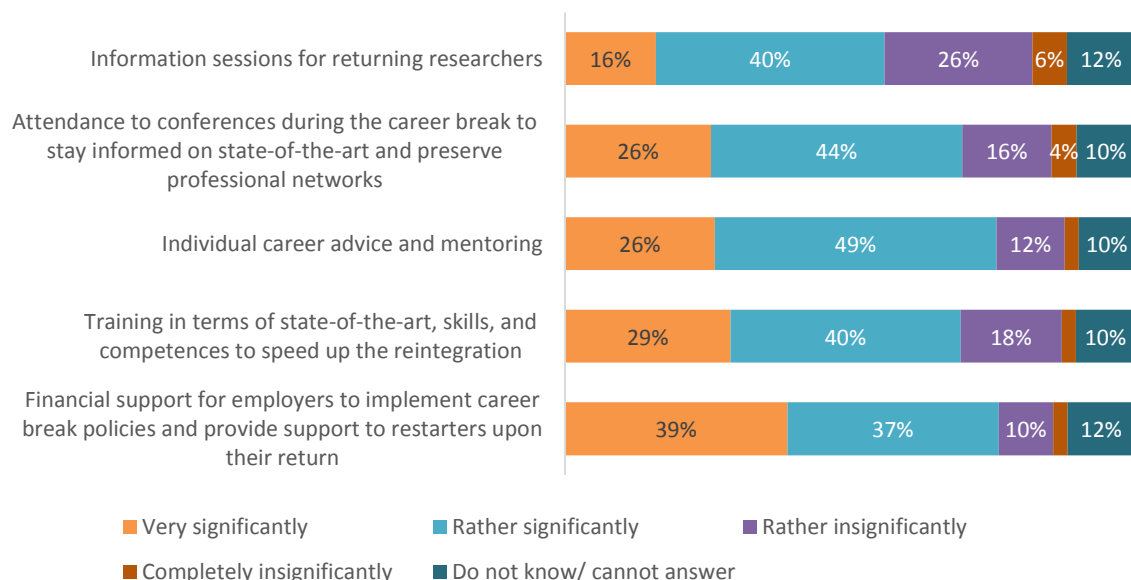 Information sessions for returning researchers
16% 40% 26% 6% 12%
Attendance to conferences during the career break to
stay informed on state-of-the-art and preserve
professional networks
26% 44% 16% 4% 10%
Individual career advice and mentoring
26% 49% 12% 10%
Training in terms of state-of-the-art, skills, and
competences to speed up the reintegration
29% 40% 18% 10%
Financial support for employers to implement career
break policies and provide support to restarters upon
their return
39% 37% 10% 12%
Very significantly Rather significantly Rather insignificantly
Completely insignificantly Do not know/ cannot answer